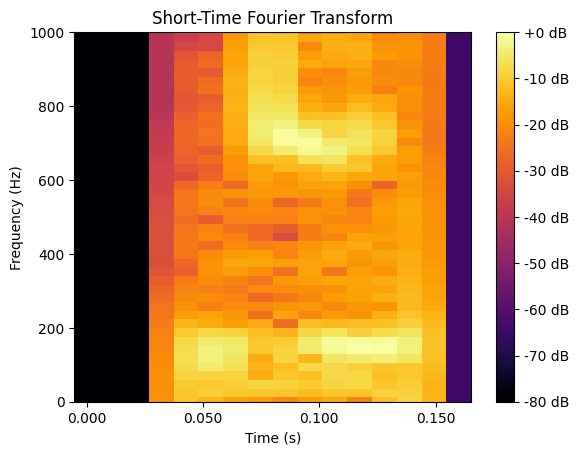 Short-Time Fourier Transform
1000
800
600
400
200
0
Frequency (Hz)
0.000
0.050
0.100
0.150
Time (s)
+0 dB
-10 dB
-20 dB
-30 dB
-40 dB
-50 dB
-60 dB
-70 dB
-80 dB